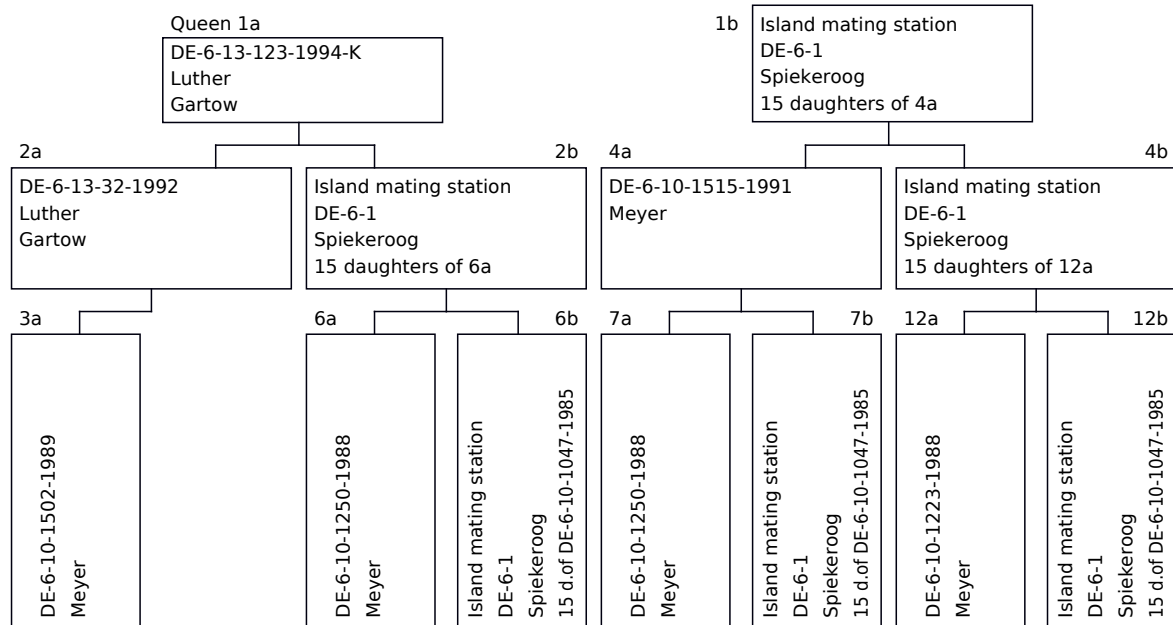 Queen 1a
DE-6-13-123-1994-K
Luther
Gartow
1b
Island mating station
DE-6-1
Spiekeroog
15 daughters of 4a
2a
DE-6-13-32-1992
Luther
Gartow
2b
Island mating station
DE-6-1
Spiekeroog
15 daughters of 6a
4a
DE-6-10-1515-1991
Meyer
4b
Island mating station
DE-6-1
Spiekeroog
15 daughters of 12a
3a
DE-6-10-1502-1989
Meyer
6a
DE-6-10-1250-1988
Meyer
6b
Island mating station
DE-6-1
Spiekeroog
15 d.of DE-6-10-1047-1985
7a
DE-6-10-1250-1988
Meyer
7b
Island mating station
DE-6-1
Spiekeroog
15 d.of DE-6-10-1047-1985
12a
DE-6-10-1223-1988
Meyer
12b
Island mating station
DE-6-1
Spiekeroog
15 d.of DE-6-10-1047-1985